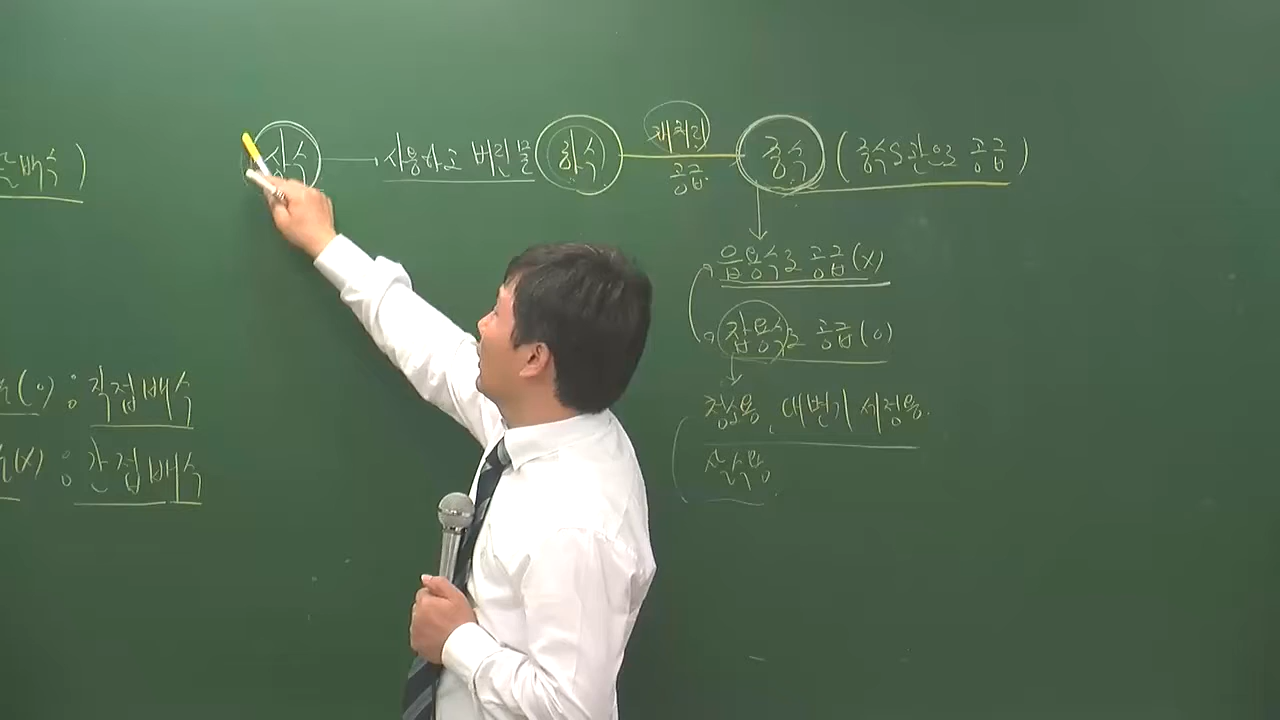 배수)
상수 → 사용하고 버린 물 하수 재처리 공급 중수 (중수도관으로 공급)
음용수로 공급(X)
잡용수로 공급(O)
청소용, 대변기 세정용.
살수용
(O) : 직접배수
(X) : 간접배수